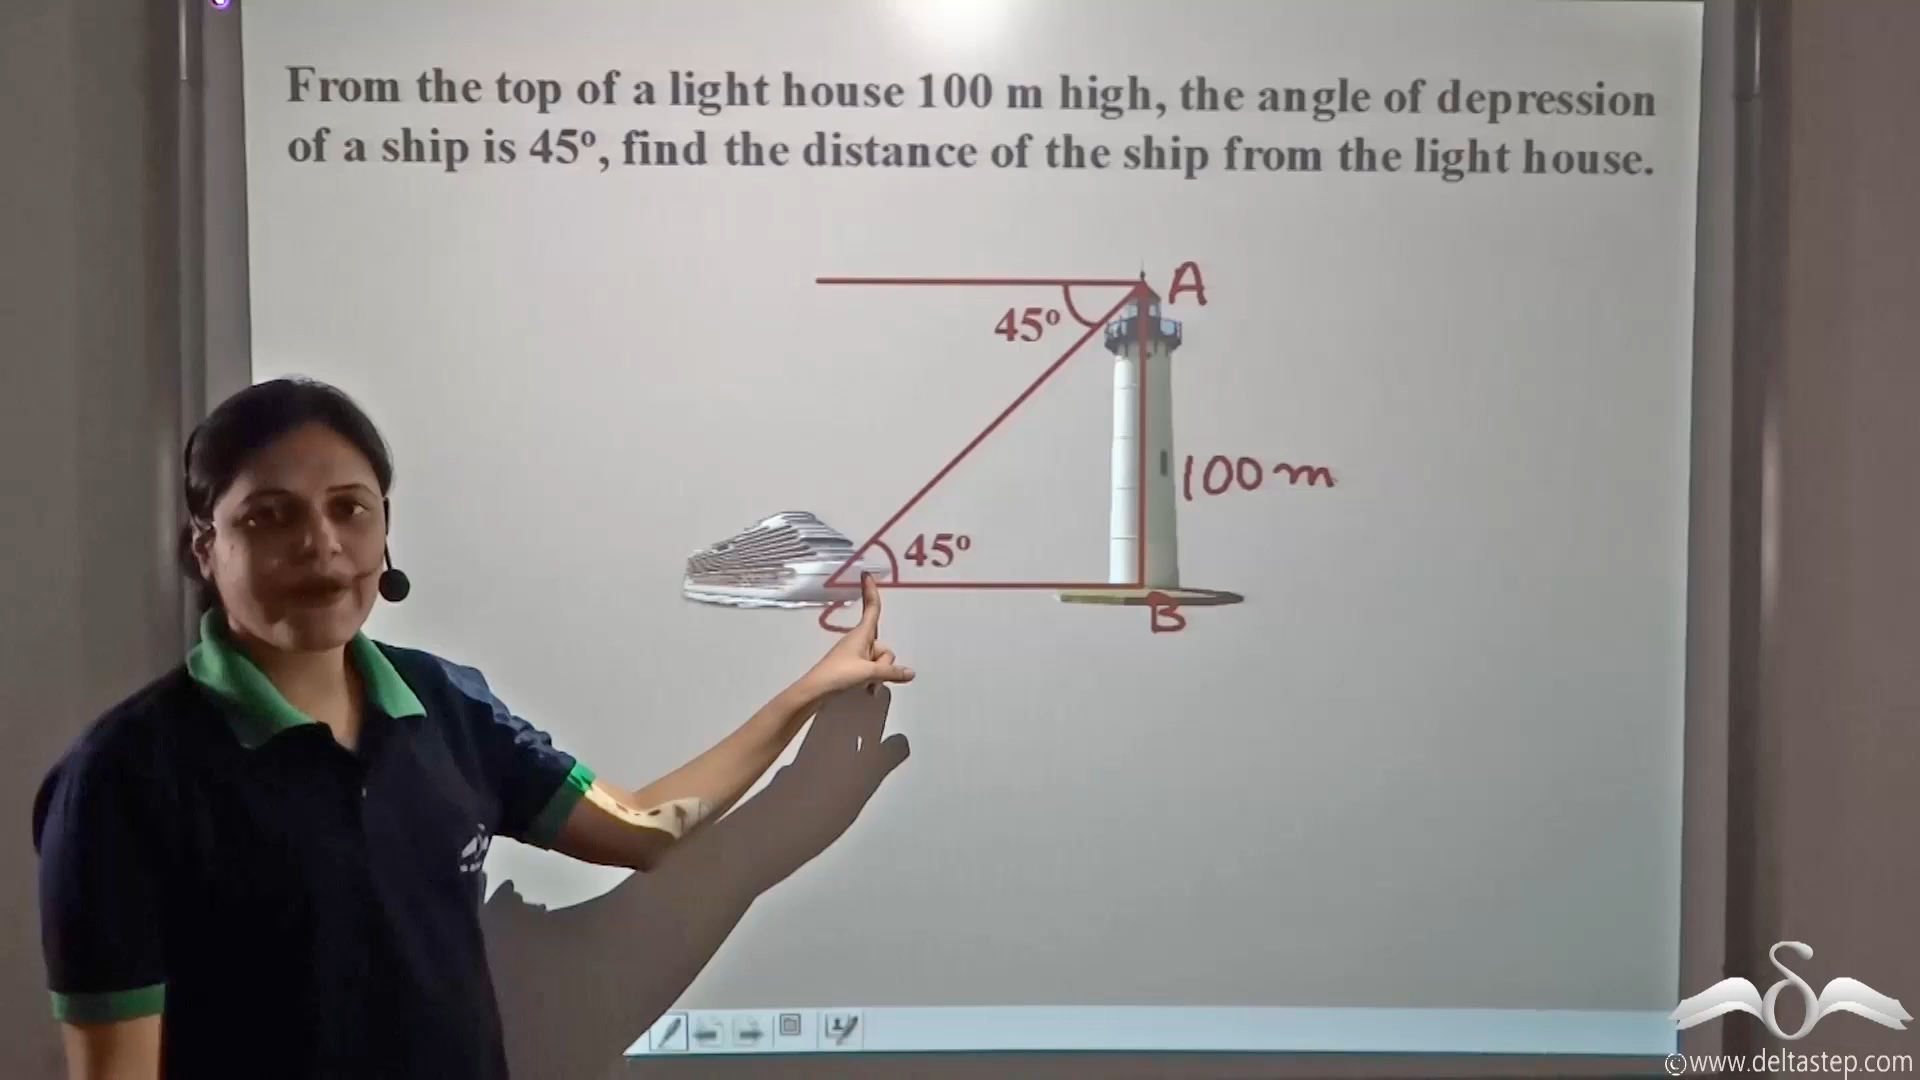 From the top of a light house 100 m high, the angle of depression
of a ship is 45º, find the distance of the ship from the light house.
A
45º
100 m
45º
C
B
©www.deltastep.com